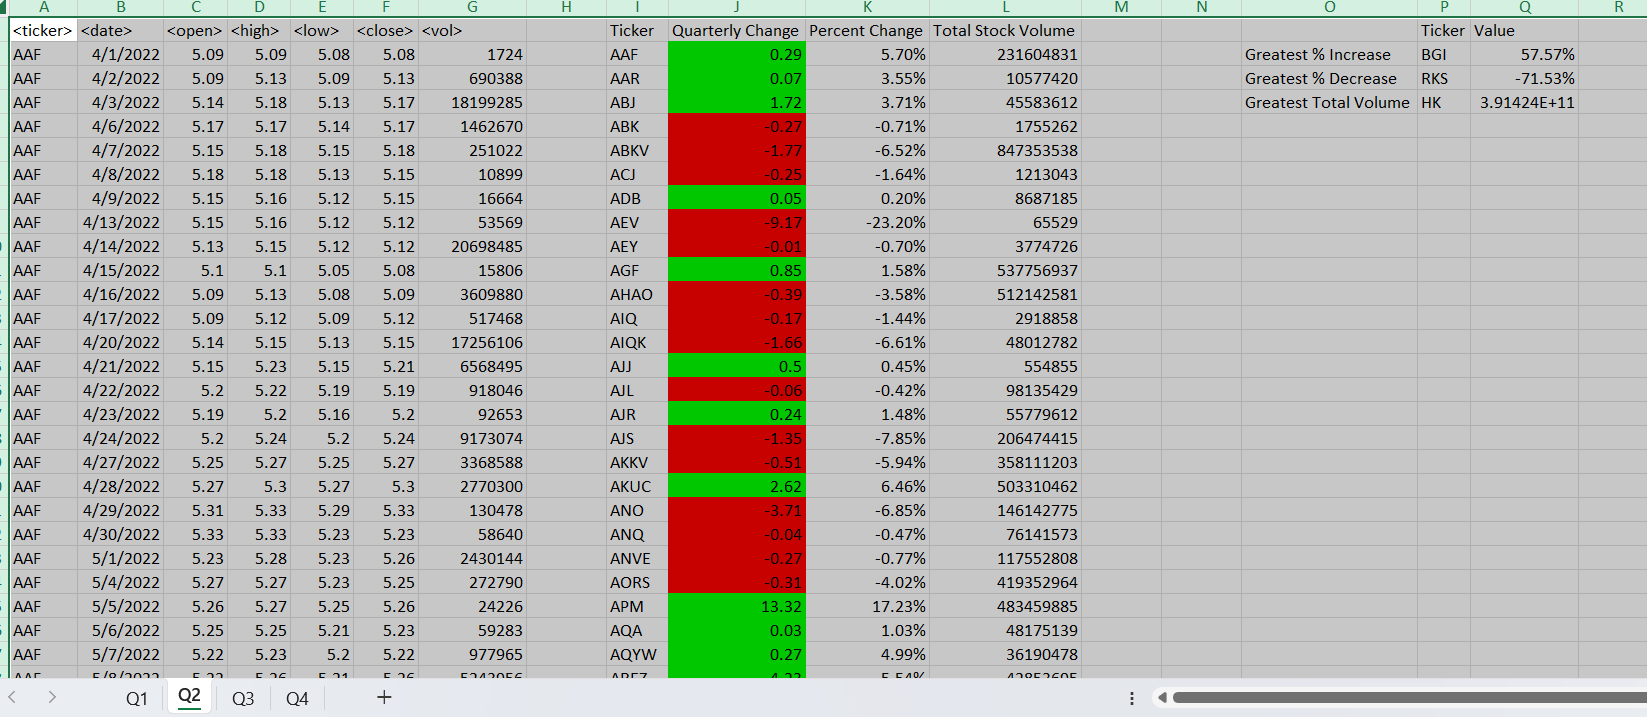 A B C D E F G H I J K L M N O P Q R
<ticker> <date> <open> <high> <low> <close> <vol> Ticker Quarterly Change Percent Change Total Stock Volume Ticker Value
AAF 4/1/2022 5.09 5.09 5.08 5.08 1724 AAF 0.29 5.70% 231604831 Greatest % Increase BGI 57.57%
AAF 4/2/2022 5.09 5.13 5.09 5.13 690388 AAR 0.07 3.55% 10577420 Greatest % Decrease RKS -71.53%
AAF 4/3/2022 5.14 5.18 5.13 5.17 18199285 ABJ 1.72 3.71% 45583612 Greatest Total Volume HK 3.91424E+11
AAF 4/6/2022 5.17 5.17 5.14 5.17 1462670 ABK -0.27 -0.71% 1755262
AAF 4/7/2022 5.15 5.18 5.15 5.18 251022 ABKV -1.77 -6.52% 847353538
AAF 4/8/2022 5.18 5.18 5.13 5.15 10899 ACJ -0.25 -1.64% 1213043
AAF 4/9/2022 5.15 5.16 5.12 5.15 16664 ADB 0.05 0.20% 8687185
AAF 4/13/2022 5.15 5.16 5.12 5.12 53569 AEV -9.17 -23.20% 65529
AAF 4/14/2022 5.13 5.15 5.12 5.12 20698485 AEY -0.01 -0.70% 3774726
AAF 4/15/2022 5.1 5.1 5.05 5.08 15806 AGF 0.85 1.58% 537756937
AAF 4/16/2022 5.09 5.13 5.08 5.09 3609880 AHAO -0.39 -3.58% 512142581
AAF 4/17/2022 5.09 5.12 5.09 5.12 517468 AIQ -0.17 -1.44% 2918858
AAF 4/20/2022 5.14 5.15 5.13 5.15 17256106 AIQK -1.66 -6.61% 48012782
AAF 4/21/2022 5.15 5.23 5.15 5.21 6568495 AJJ 0.5 0.45% 554855
AAF 4/22/2022 5.2 5.22 5.19 5.19 918046 AJL -0.06 -0.42% 98135429
AAF 4/23/2022 5.19 5.2 5.16 5.2 92653 AJR 0.24 1.48% 55779612
AAF 4/24/2022 5.2 5.24 5.2 5.24 9173074 AJS -1.35 -7.85% 206474415
AAF 4/27/2022 5.25 5.27 5.25 5.27 3368588 AKKV -0.51 -5.94% 358111203
AAF 4/28/2022 5.27 5.3 5.27 5.3 2770300 AKUC 2.62 6.46% 503310462
AAF 4/29/2022 5.31 5.33 5.29 5.33 130478 ANO -3.71 -6.85% 146142775
AAF 4/30/2022 5.33 5.33 5.23 5.23 58640 ANQ -0.04 -0.47% 76141573
AAF 5/1/2022 5.23 5.28 5.23 5.26 2430144 ANVE -0.27 -0.77% 117552808
AAF 5/4/2022 5.27 5.27 5.23 5.25 272790 AORS -0.31 -4.02% 419352964
AAF 5/5/2022 5.26 5.27 5.25 5.26 24226 APM 13.32 17.23% 483459885
AAF 5/6/2022 5.25 5.25 5.21 5.23 59283 AQA 0.03 1.03% 48175139
AAF 5/7/2022 5.22 5.23 5.2 5.22 977965 AQYW 0.27 4.99% 36190478
Q1 Q2 Q3 Q4